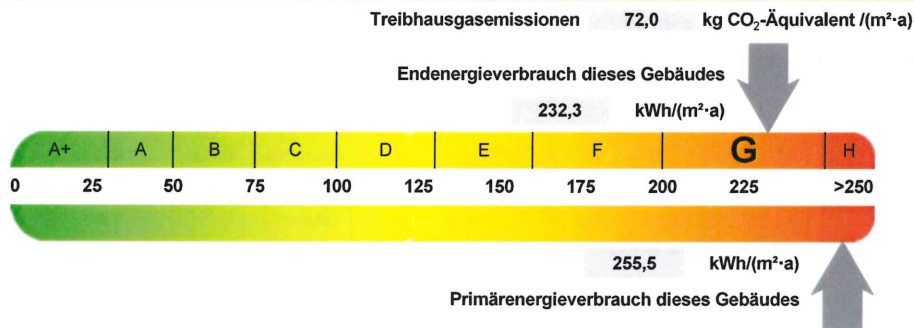 Treibhausgasemissionen 72,0 kg CO₂-Äquivalent /(m²·a)
Endenergieverbrauch dieses Gebäudes
232,3 kWh/(m²·a)
A+ A B C D E F G H
0 25 50 75 100 125 150 175 200 225 >250
255,5 kWh/(m²·a)
Primärenergieverbrauch dieses Gebäudes